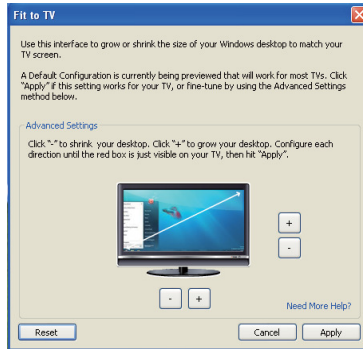 Fit to TV
Use this interface to grow or shrink the size of your Windows desktop to match your
TV screen.
A Default Configuration is currently being previewed that will work for most TVs. Click
"Apply" if this setting works for your TV, or fine-tune by using the Advanced Settings
method below.
Advanced Settings
Click "-" to shrink your desktop. Click "+" to grow your desktop. Configure each
direction until the red box is just visible on your TV, then hit "Apply".
+
-
- +
Need More Help?
Reset Cancel Apply